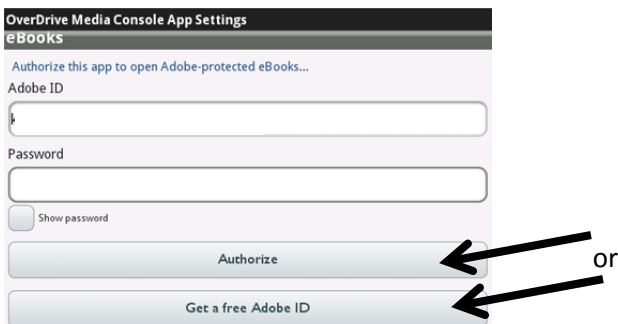 OverDrive Media Console App Settings
eBooks
Authorize this app to open Adobe-protected eBooks...
Adobe ID
Password
Show password
Authorize
or
Get a free Adobe ID